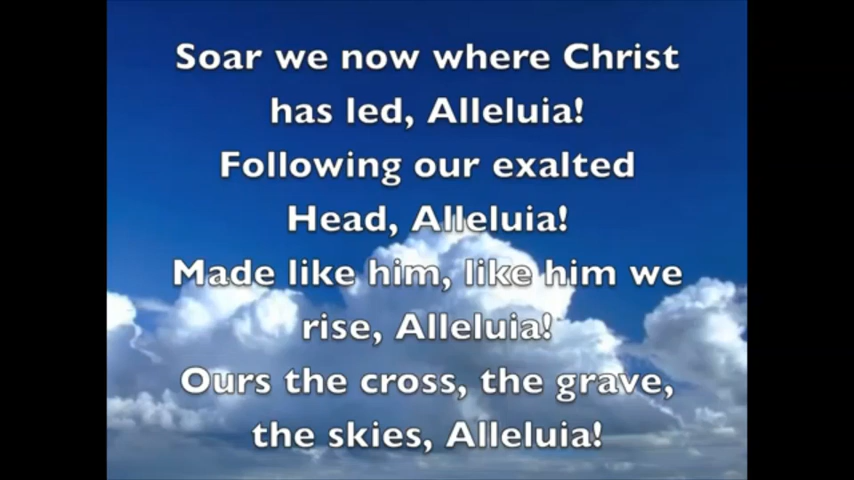 Soar we now where Christ
has led, Alleluia!
Following our exalted
Head, Alleluia!
Made like him, like him we
rise, Alleluia!
Ours the cross, the grave,
the skies, Alleluia!